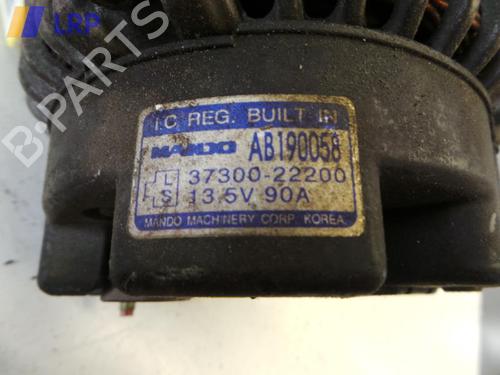 LRP
B-PARTS
I.C REG. BUILT IN
MANDO AB190058
L L 37300-22200
L S 13.5V 90A
MANDO MACHINERY CORP. KOREA.